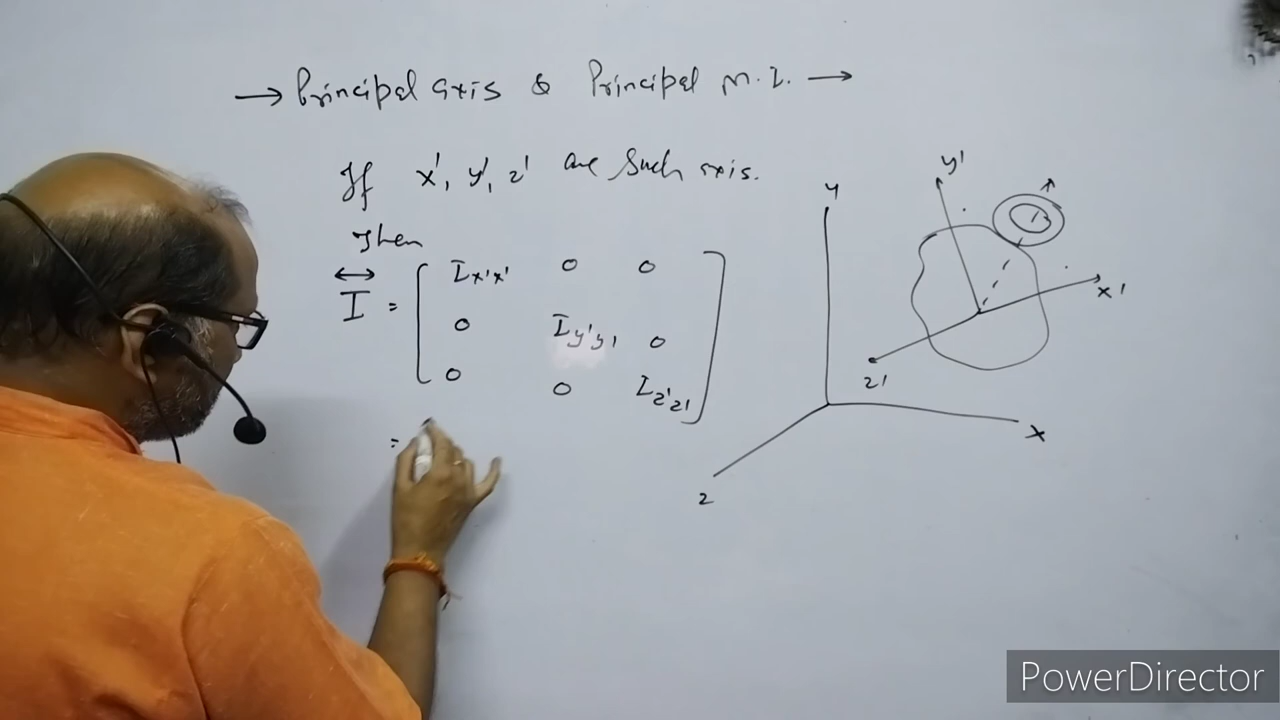 → Principal axis & Principal M.I. →
If x', y', z' are such axis.
Then
I = [ Ix'x' 0 0
0 Iy'y' 0
0 0 Iz'z' ]
=
y
x
z
y'
x'
z'
PowerDirector